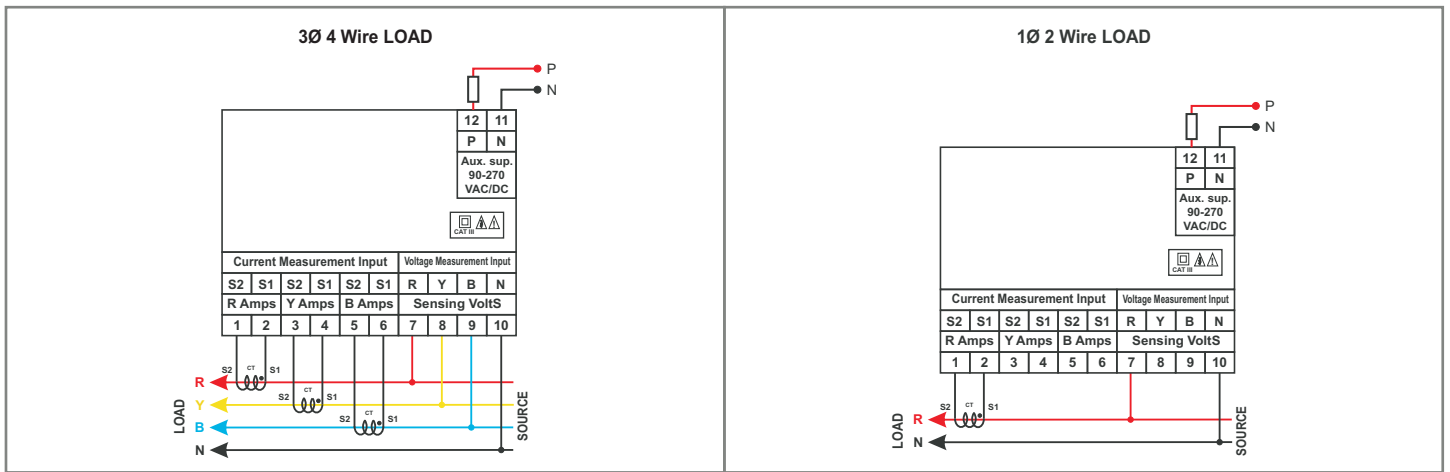 3Ø 4 Wire LOAD
P
N
12 11
P N
Aux. sup.
90-270
VAC/DC
CAT III
Current Measurement Input Voltage Measurement Input
S2 S1 S2 S1 S2 S1 R Y B N
R Amps Y Amps B Amps Sensing VoltS
1 2 3 4 5 6 7 8 9 10
S2 CT S1
R
S2 CT S1
Y
S2 CT S1
B
N
LOAD
SOURCE
1Ø 2 Wire LOAD
P
N
12 11
P N
Aux. sup.
90-270
VAC/DC
CAT III
Current Measurement Input Voltage Measurement Input
S2 S1 S2 S1 S2 S1 R Y B N
R Amps Y Amps B Amps Sensing VoltS
1 2 3 4 5 6 7 8 9 10
S2 CT S1
R
N
LOAD
SOURCE